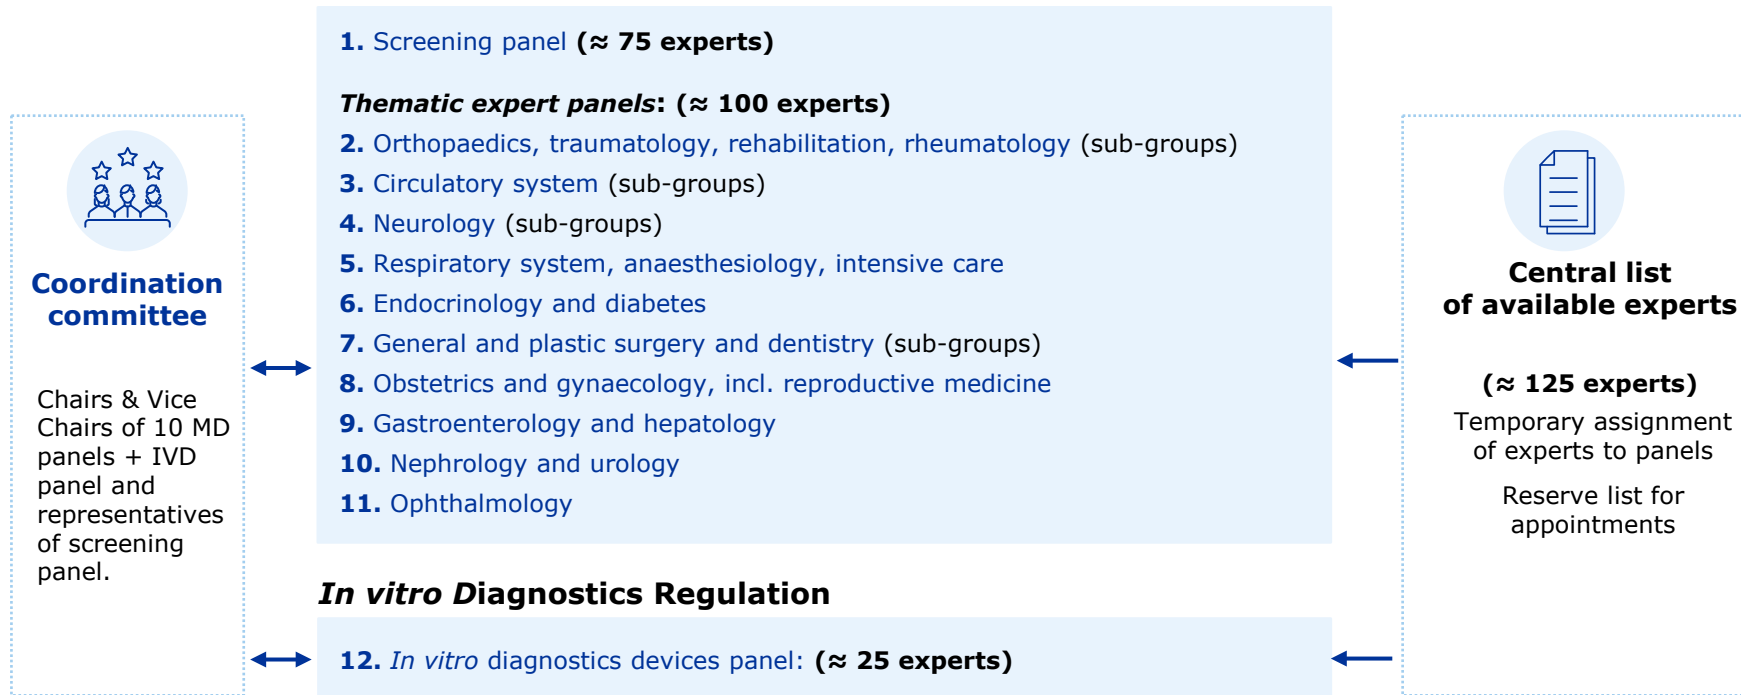 1. Screening panel (≈ 75 experts)
Thematic expert panels: (≈ 100 experts)
2. Orthopaedics, traumatology, rehabilitation, rheumatology (sub-groups)
3. Circulatory system (sub-groups)
4. Neurology (sub-groups)
5. Respiratory system, anaesthesiology, intensive care
6. Endocrinology and diabetes
7. General and plastic surgery and dentistry (sub-groups)
8. Obstetrics and gynaecology, incl. reproductive medicine
9. Gastroenterology and hepatology
10. Nephrology and urology
11. Ophthalmology
In vitro Diagnostics Regulation
12. In vitro diagnostics devices panel: (≈ 25 experts)
Coordination
committee
Chairs & Vice
Chairs of 10 MD
panels + IVD
panel and
representatives
of screening
panel.
Central list
of available experts
(≈ 125 experts)
Temporary assignment
of experts to panels
Reserve list for
appointments